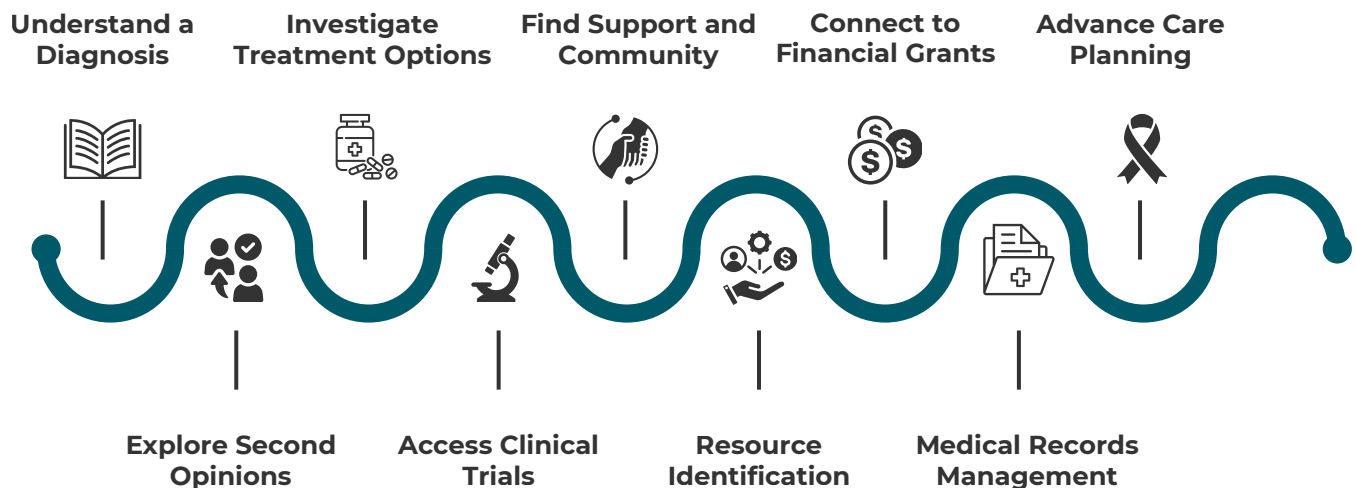 Understand a
Diagnosis
Investigate
Treatment Options
Find Support and
Community
Connect to
Financial Grants
Advance Care
Planning
$
$
$
$
Explore Second
Opinions
Access Clinical
Trials
Resource
Identification
Medical Records
Management